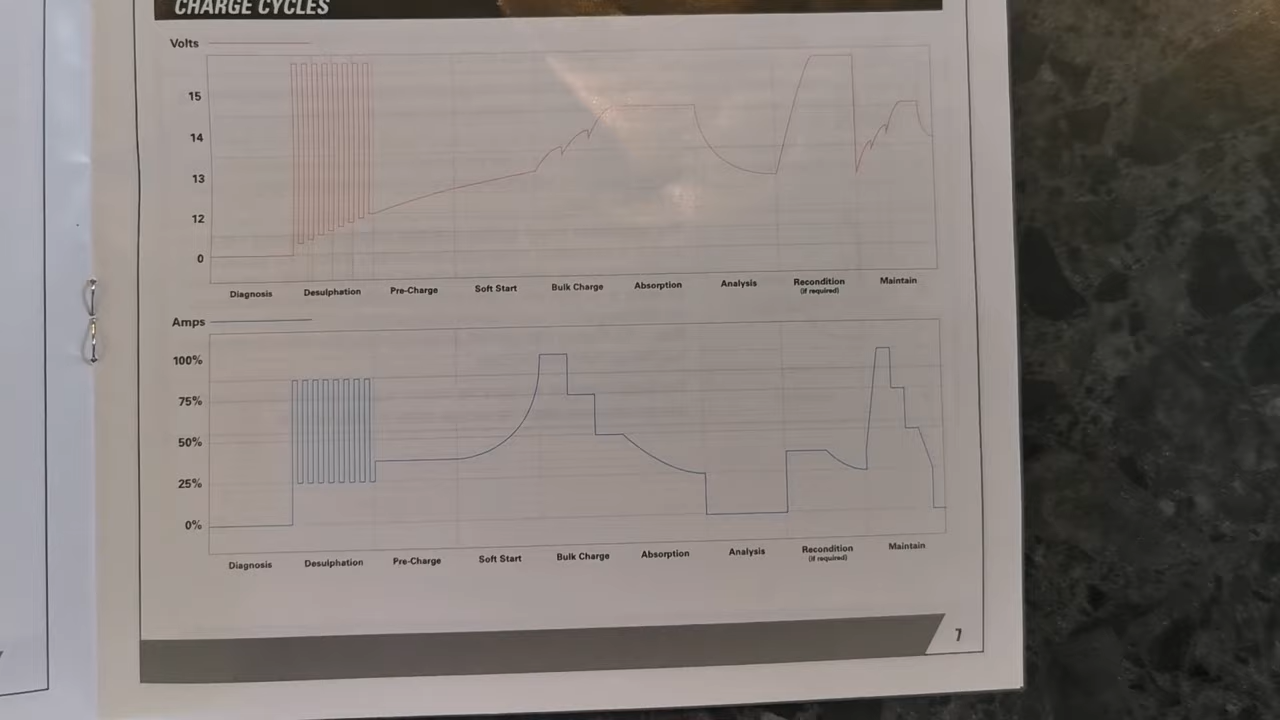 CHARGE CYCLES
Volts
15
14
13
12
0
Diagnosis Desulphation Pre-Charge Soft Start Bulk Charge Absorption Analysis Recondition Maintain
(if required)
Amps
100%
75%
50%
25%
0%
Diagnosis Desulphation Pre-Charge Soft Start Bulk Charge Absorption Analysis Recondition Maintain
(if required)
7